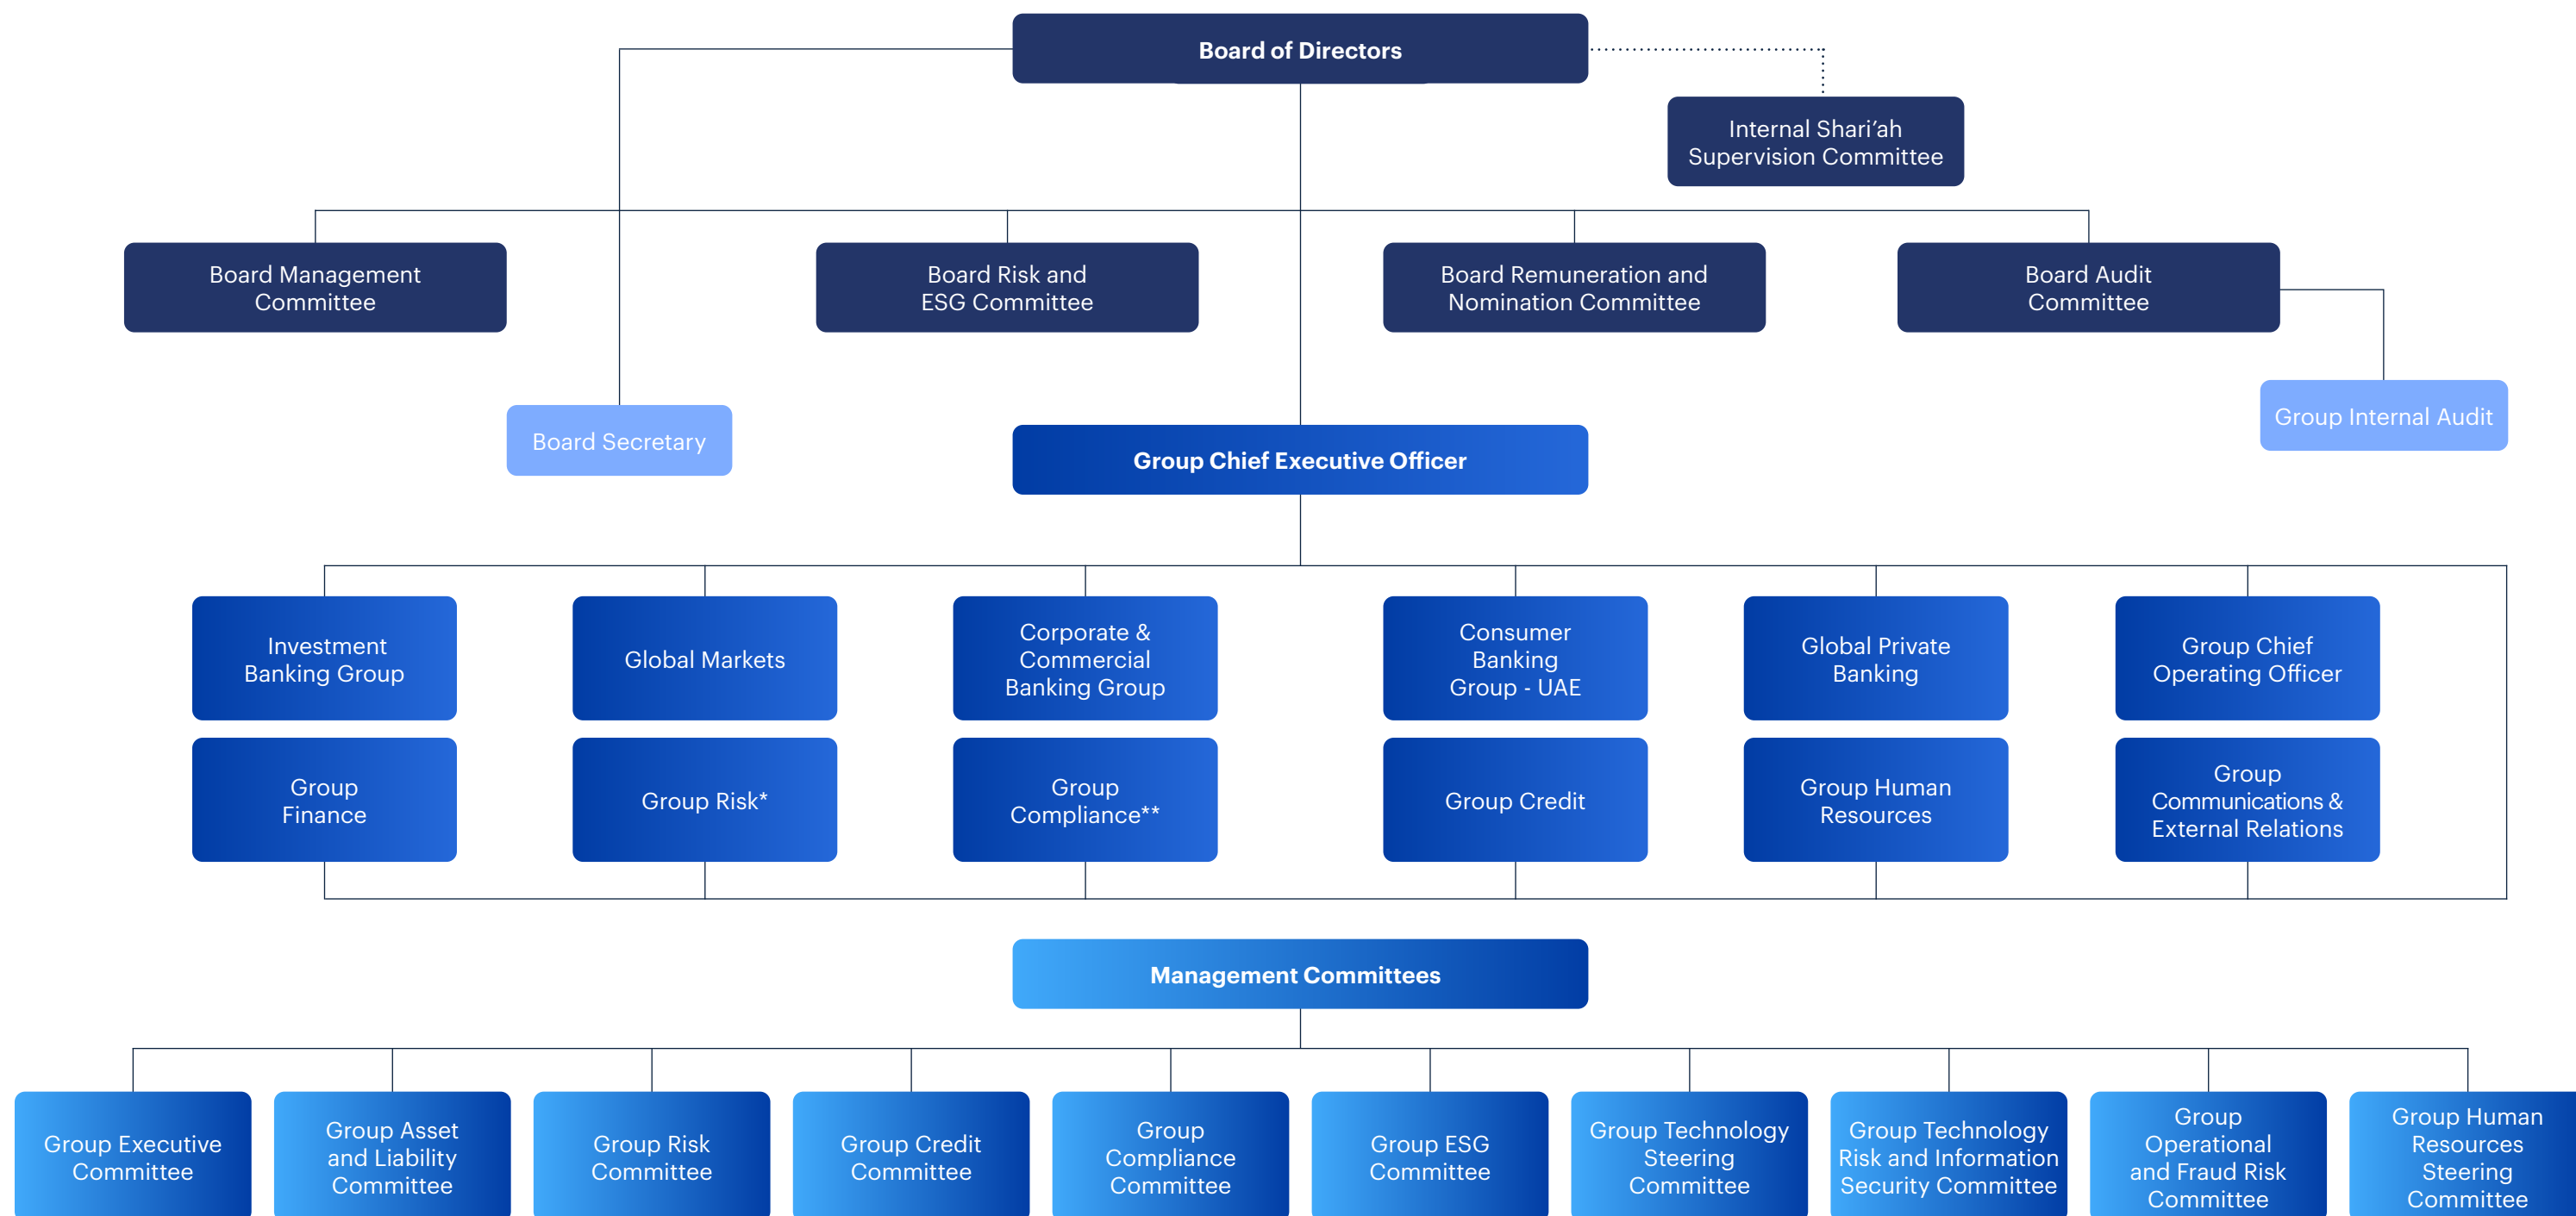 Board of Directors
Internal Shari’ah
Supervision Committee
Board Management
Committee
Board Risk and
ESG Committee
Board Remuneration and
Nomination Committee
Board Audit
Committee
Board Secretary
Group Internal Audit
Group Chief Executive Officer
Investment
Banking Group
Global Markets
Corporate &
Commercial
Banking Group
Consumer
Banking
Group - UAE
Global Private
Banking
Group Chief
Operating Officer
Group
Finance
Group Risk*
Group
Compliance**
Group Credit
Group Human
Resources
Group
Communications &
External Relations
Management Committees
Group Executive
Committee
Group Asset
and Liability
Committee
Group Risk
Committee
Group Credit
Committee
Group
Compliance
Committee
Group ESG
Committee
Group Technology
Steering
Committee
Group Technology
Risk and Information
Security Committee
Group
Operational
and Fraud Risk
Committee
Group Human
Resources
Steering
Committee